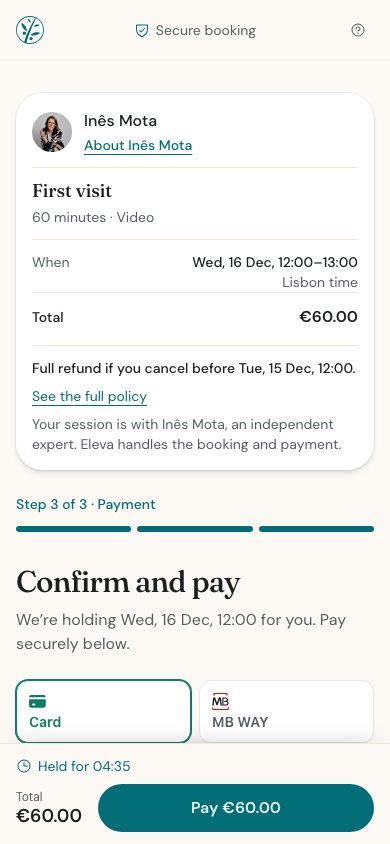 Secure booking
Inês Mota
About Inês Mota
First visit
60 minutes · Video
When
Wed, 16 Dec, 12:00–13:00
Lisbon time
Total
€60.00
Full refund if you cancel before Tue, 15 Dec, 12:00.
See the full policy
Your session is with Inês Mota, an independent
expert. Eleva handles the booking and payment.
Step 3 of 3 · Payment
Confirm and pay
We’re holding Wed, 16 Dec, 12:00 for you. Pay
securely below.
Card
MB
MB WAY
Held for 04:35
Total
€60.00
Pay €60.00